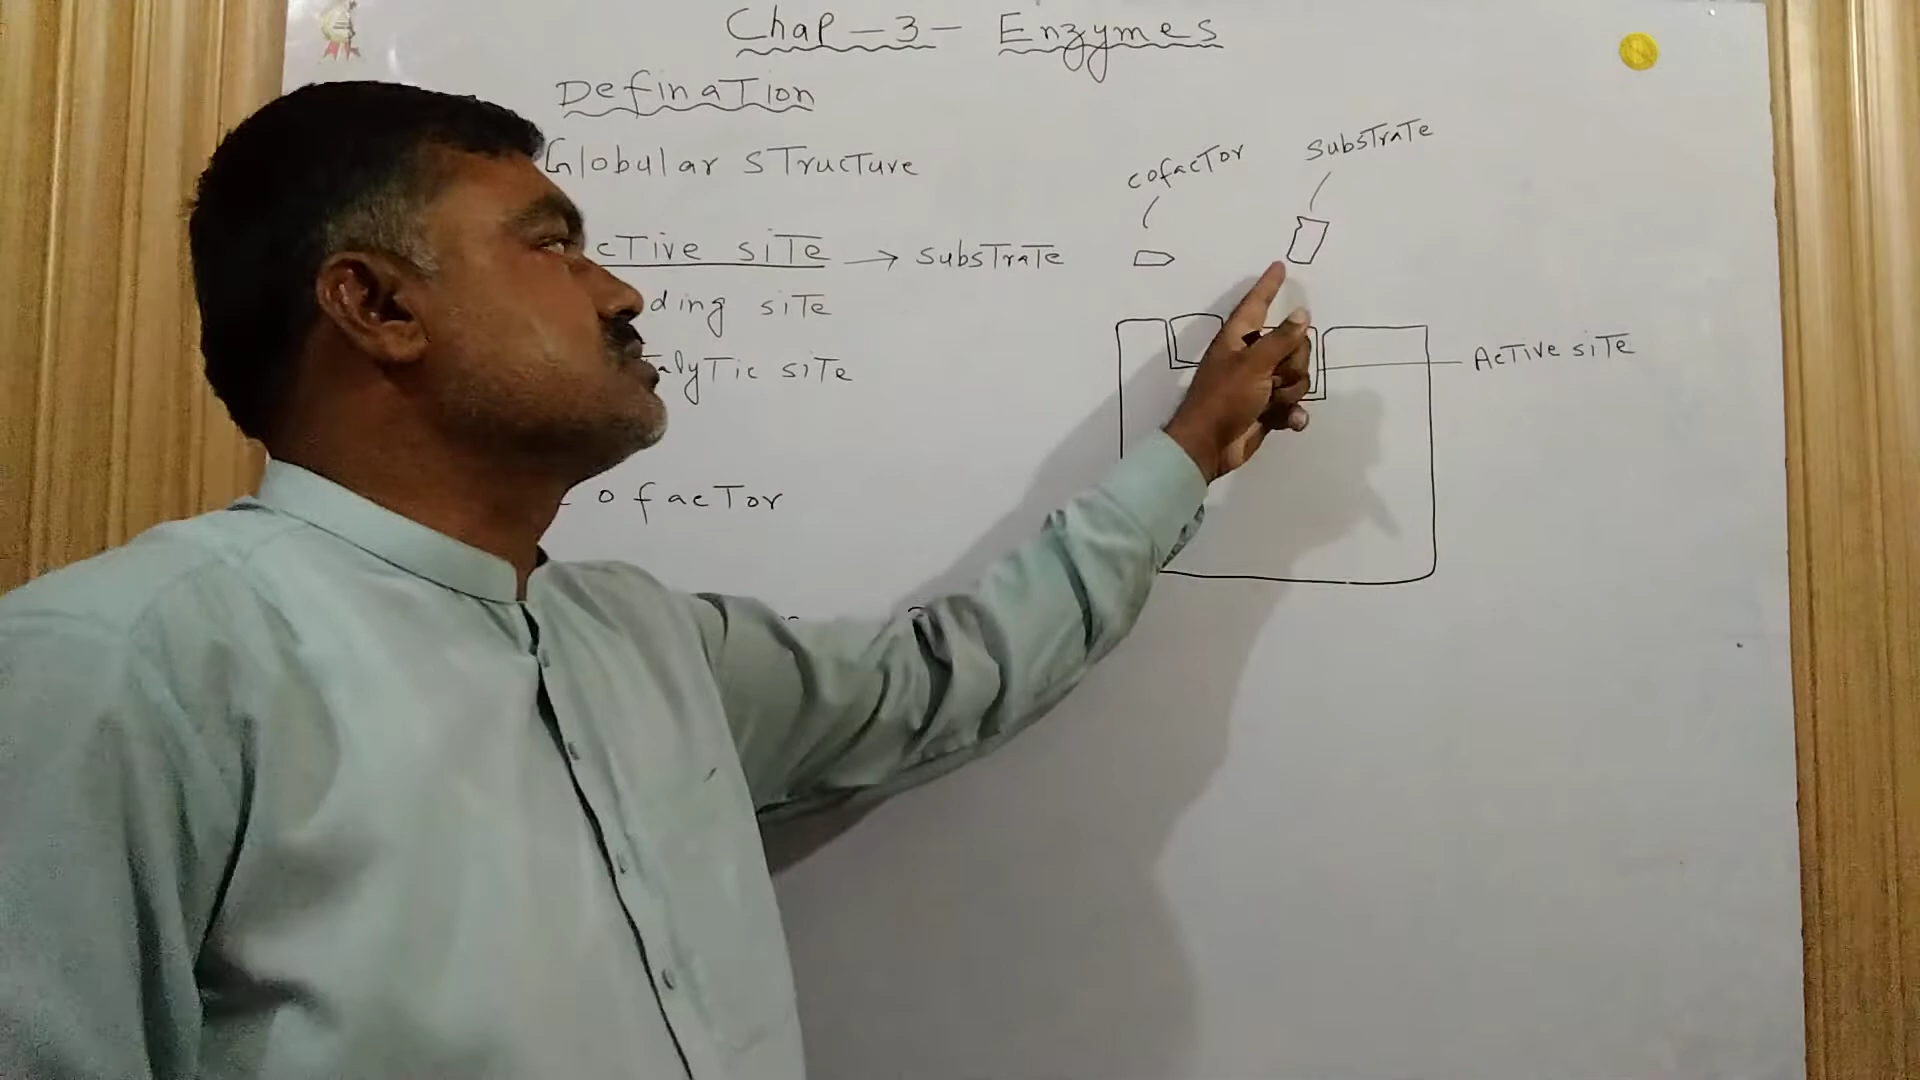 Chap - 3 - Enzymes
DefinaTion
Globular sTrucTure
cTive siTe → subsTraTe
ding siTe
alyTic siTe
ofacTor
cofacTor
subsTraTe
AcTive siTe